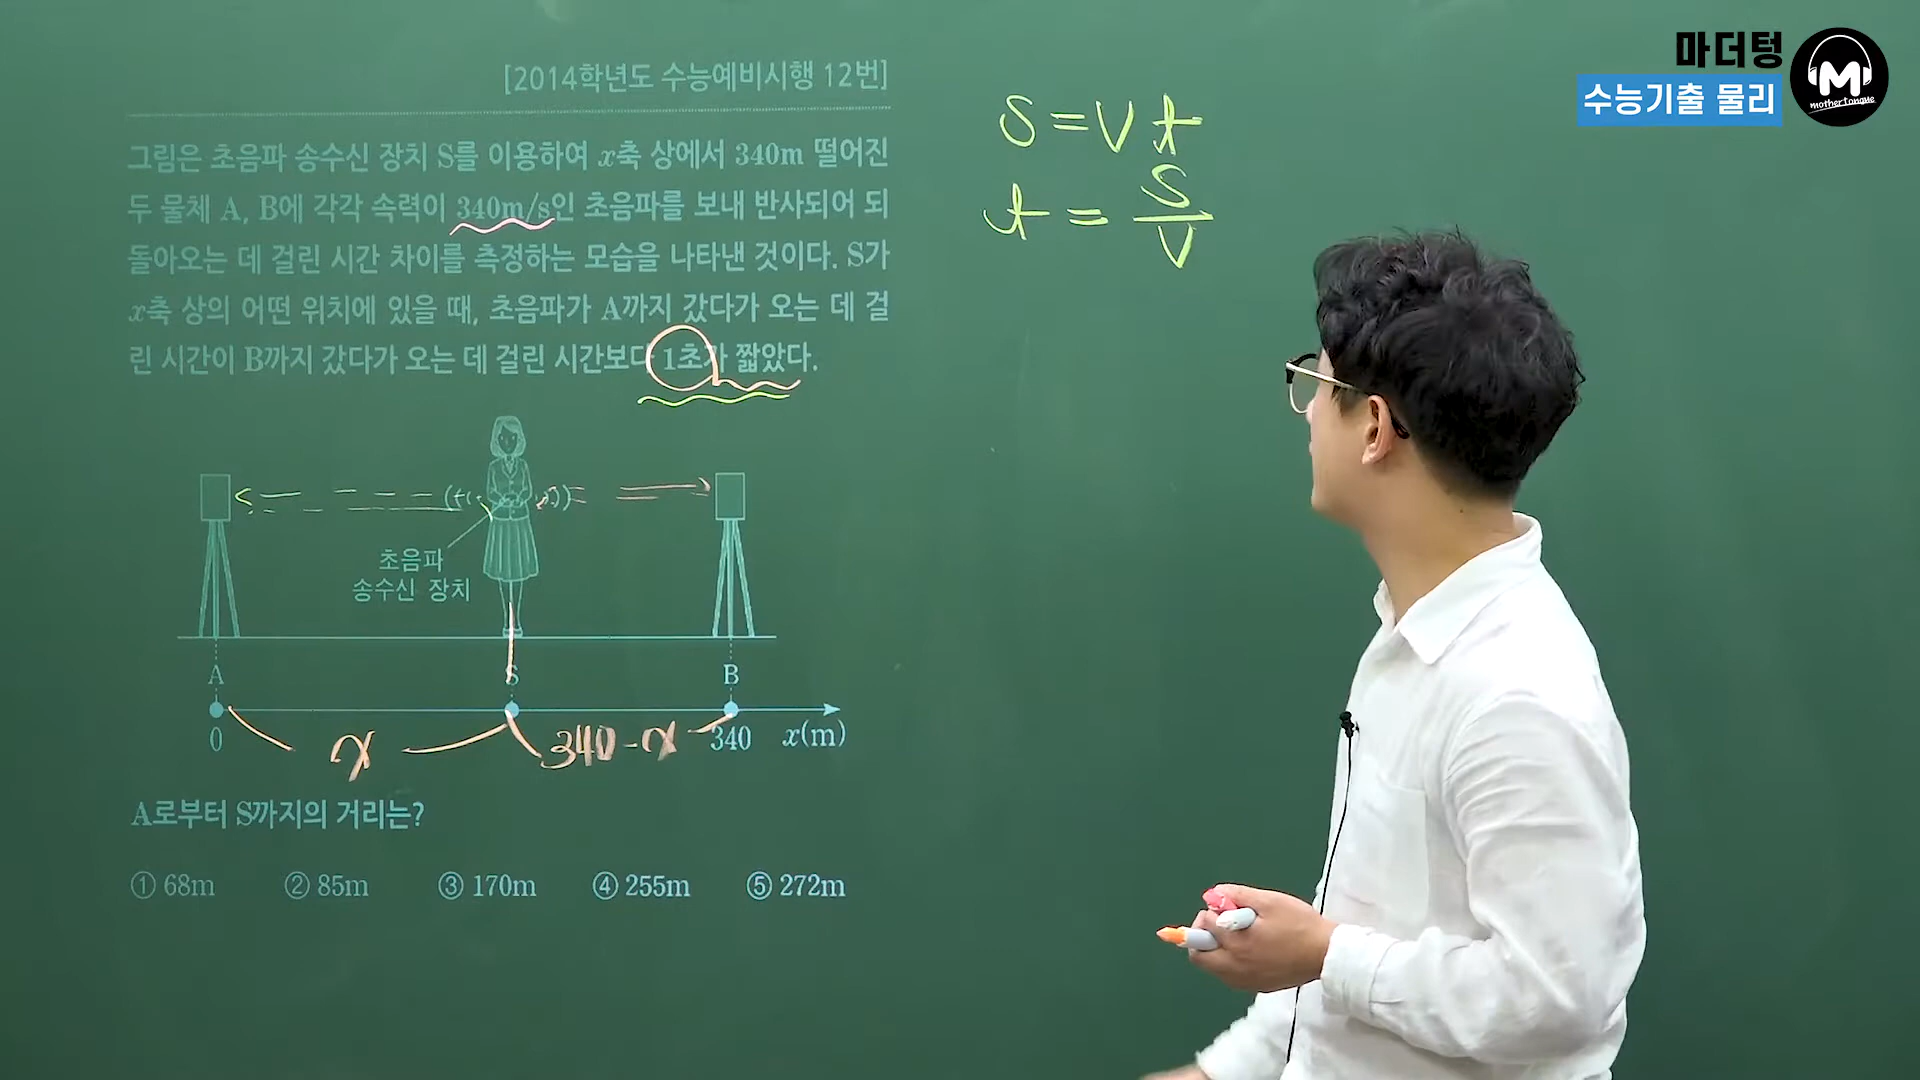 마더텅
수능기출 물리
M
mothertongue
[2014학년도 수능예비시행 12번]
그림은 초음파 송수신 장치 S를 이용하여 x축 상에서 340m 떨어진
두 물체 A, B에 각각 속력이 340m/s인 초음파를 보내 반사되어 되
돌아오는 데 걸린 시간 차이를 측정하는 모습을 나타낸 것이다. S가
x축 상의 어떤 위치에 있을 때, 초음파가 A까지 갔다가 오는 데 걸
린 시간이 B까지 갔다가 오는 데 걸린 시간보다 1초가 짧았다.
S=Vt
t = S/V
초음파
송수신 장치
A S B
0 x 340-x 340 x(m)
A로부터 S까지의 거리는?
① 68m ② 85m ③ 170m ④ 255m ⑤ 272m